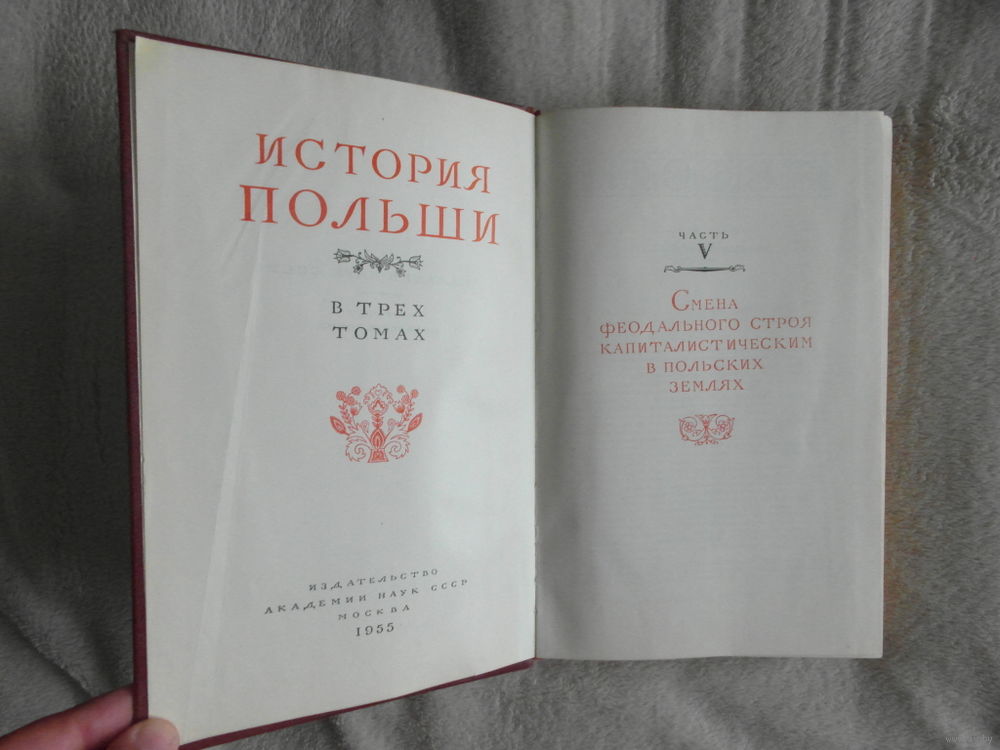 ИСТОРИЯ
ПОЛЬШИ
В ТРЕХ
ТОМАХ
ИЗДАТЕЛЬСТВО
АКАДЕМИИ НАУК СССР
МОСКВА
1955
ЧАСТЬ
V
СМЕНА
ФЕОДАЛЬНОГО СТРОЯ
КАПИТАЛИСТИЧЕСКИМ
В ПОЛЬСКИХ
ЗЕМЛЯХ